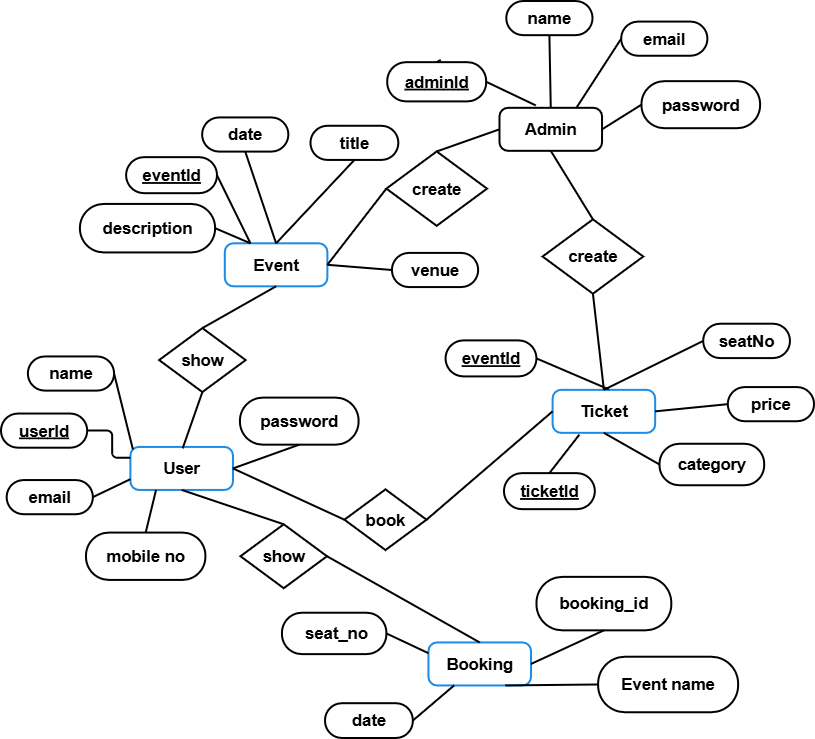 name
email
adminId
password
Admin
date
title
eventId
create
description
create
Event
venue
seatNo
eventId
show
name
price
Ticket
password
userId
category
User
ticketId
email
book
mobile no
show
booking_id
seat_no
Booking
Event name
date